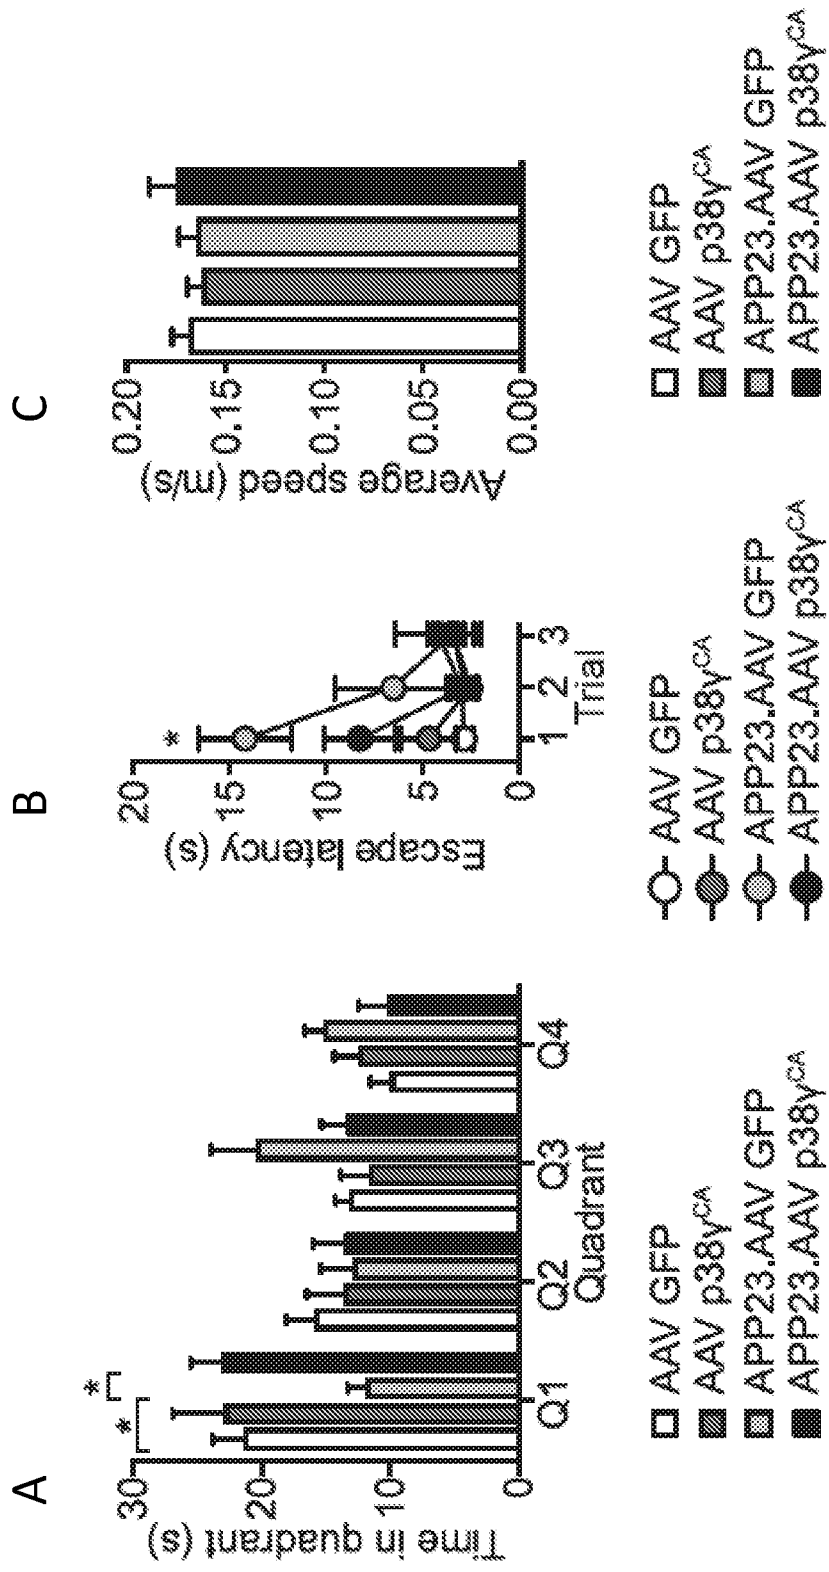 A
Time in quadrant (s)
30
20
10
0
Q1
Q2
Q3
Q4
Quadrant
*
*
AAV GFP
AAV p38γCA
APP23.AAV GFP
APP23.AAV p38γCA
B
Escape latency (s)
20
15
10
5
0
1
2
3
Trial
*
AAV GFP
AAV p38γCA
APP23.AAV GFP
APP23.AAV p38γCA
C
Average speed (m/s)
0.20
0.15
0.10
0.05
0.00
AAV GFP
AAV p38γCA
APP23.AAV GFP
APP23.AAV p38γCA